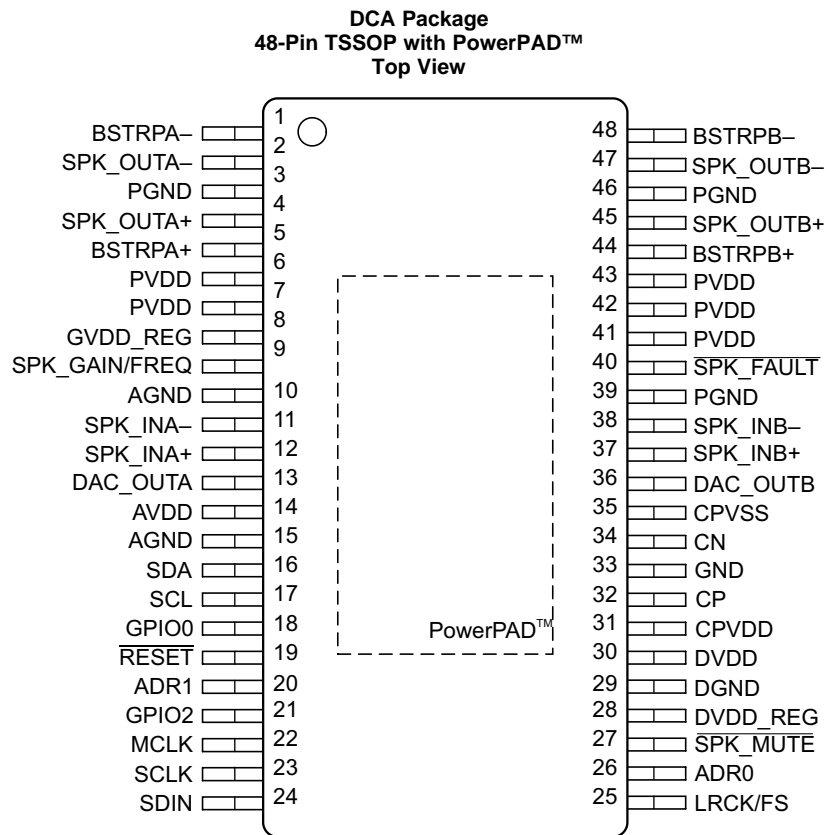 DCA Package
48-Pin TSSOP with PowerPAD™
Top View
BSTRPA– 1 48 BSTRPB–
SPK_OUTA– 2 47 SPK_OUTB–
PGND 3 46 PGND
SPK_OUTA+ 4 45 SPK_OUTB+
BSTRPA+ 5 44 BSTRPB+
PVDD 6 43 PVDD
PVDD 7 42 PVDD
GVDD_REG 8 41 PVDD
SPK_GAIN/FREQ 9 40 SPK_FAULT
AGND 10 39 PGND
SPK_INA– 11 38 SPK_INB–
SPK_INA+ 12 37 SPK_INB+
DAC_OUTA 13 36 DAC_OUTB
AVDD 14 35 CPVSS
AGND 15 34 CN
SDA 16 33 GND
SCL 17 32 CP
GPIO0 18 PowerPAD™ 31 CPVDD
RESET 19 30 DVDD
ADR1 20 29 DGND
GPIO2 21 28 DVDD_REG
MCLK 22 27 SPK_MUTE
SCLK 23 26 ADR0
SDIN 24 25 LRCK/FS